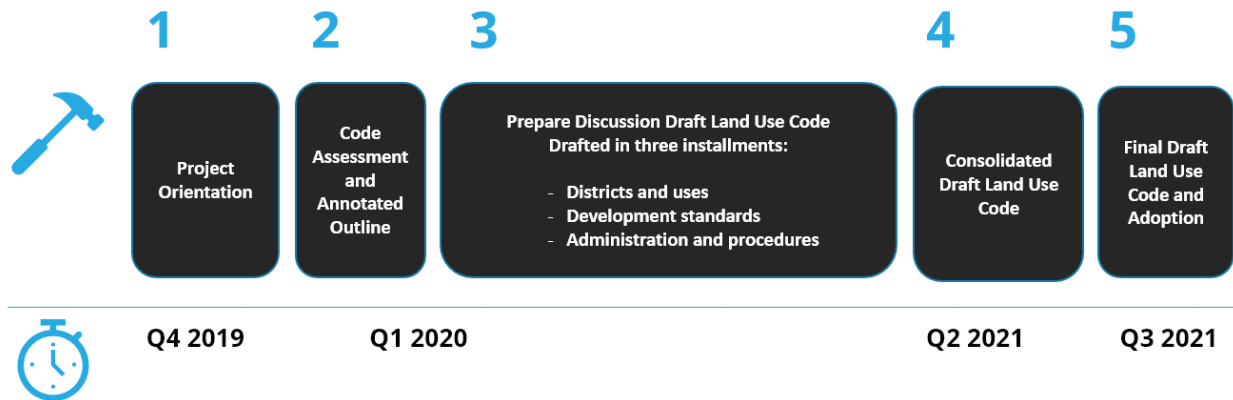 1
2
3
4
5
Project
Orientation
Code
Assessment
and
Annotated
Outline
Prepare Discussion Draft Land Use Code
Drafted in three installments:
- Districts and uses
- Development standards
- Administration and procedures
Consolidated
Draft Land Use
Code
Final Draft
Land Use
Code and
Adoption
Q4 2019
Q1 2020
Q2 2021
Q3 2021